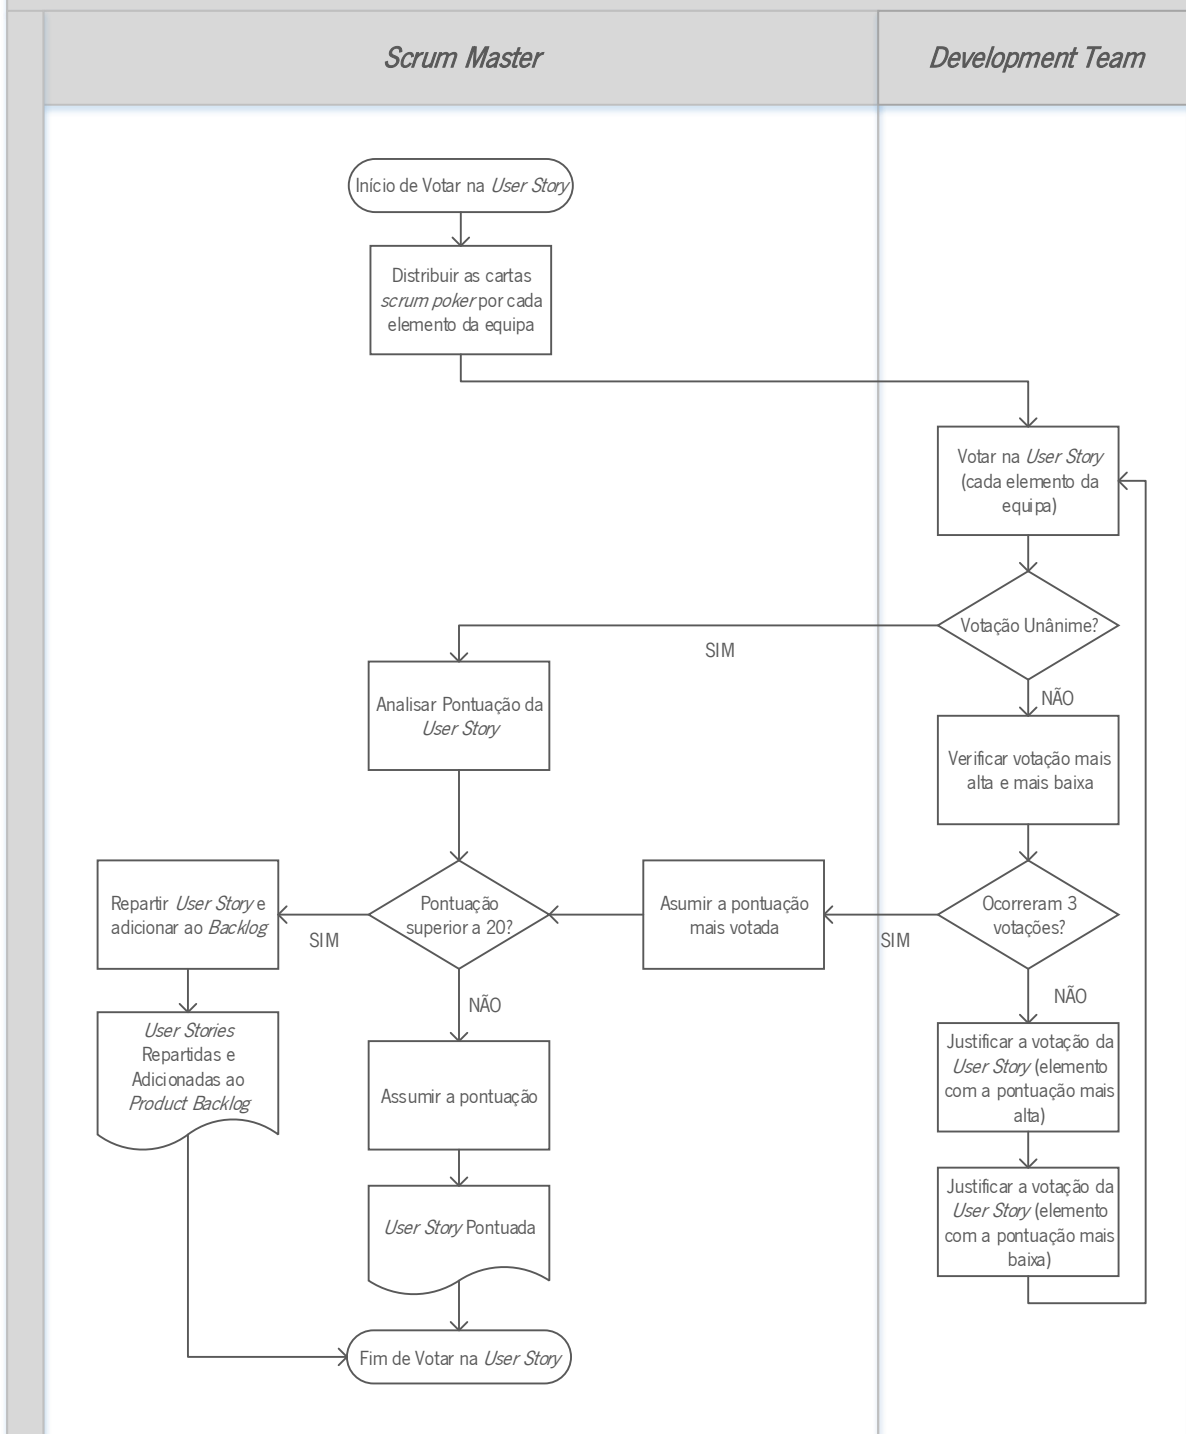 Scrum Master
Development Team
Início de Votar na User Story
Distribuir as cartas
scrum poker por cada
elemento da equipa
Votar na User Story
(cada elemento da
equipa)
Votação Unânime?
SIM
NÃO
Analisar Pontuação da
User Story
Verificar votação mais
alta e mais baixa
Repartir User Story e
adicionar ao Backlog
SIM
Pontuação
superior a 20?
Asumir a pontuação
mais votada
SIM
Ocorreram 3
votações?
NÃO
NÃO
User Stories
Repartidas e
Adicionadas ao
Product Backlog
Assumir a pontuação
Justificar a votação da
User Story (elemento
com a pontuação mais
alta)
User Story Pontuada
Justificar a votação da
User Story (elemento
com a pontuação mais
baixa)
Fim de Votar na User Story